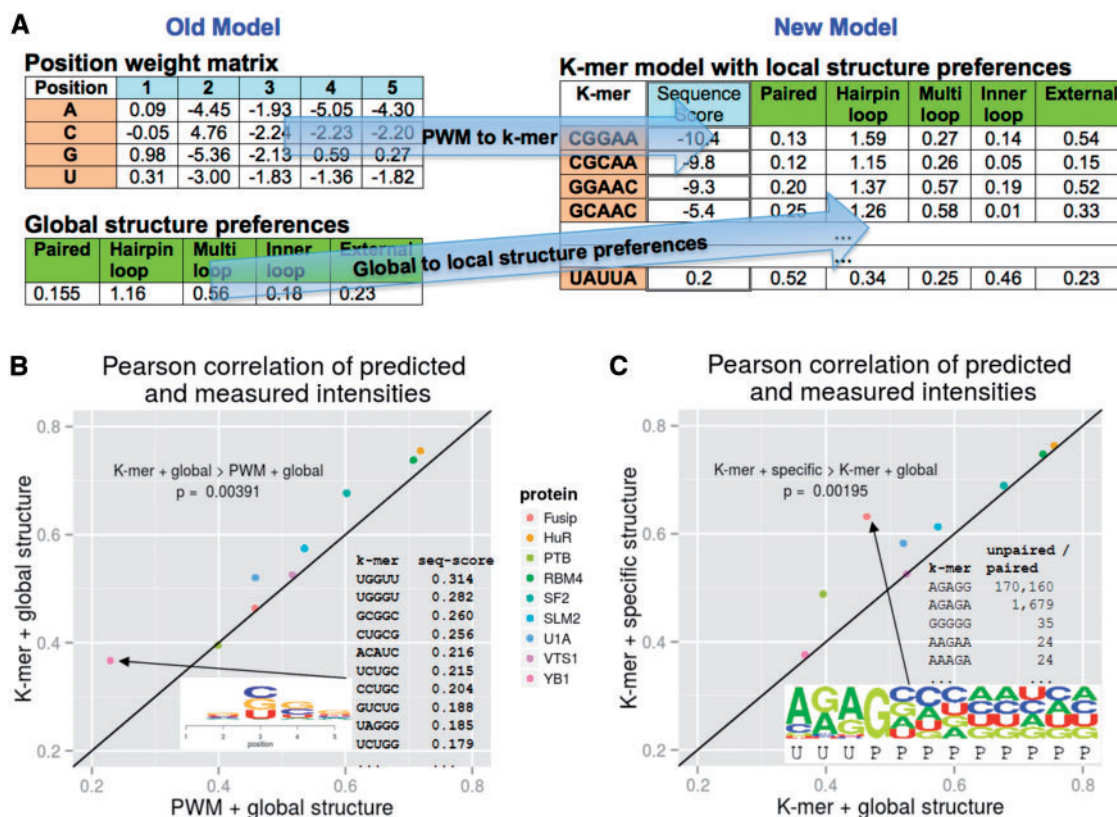 A
Old Model
New Model
Position weight matrix
Position 1 2 3 4 5
A 0.09 -4.45 -1.93 -5.05 -4.30
C -0.05 4.76 -2.24 -2.23 -2.20
G 0.98 -5.36 -2.13 0.59 0.27
U 0.31 -3.00 -1.83 -1.36 -1.82
PWM to k-mer
Global structure preferences
Paired Hairpin loop Multi loop Inner loop External
0.155 1.16 0.56 0.18 0.23
Global to local structure preferences
K-mer model with local structure preferences
K-mer Sequence Score Paired Hairpin loop Multi loop Inner loop External
CGGAA -10.4 0.13 1.59 0.27 0.14 0.54
CGCAA -9.8 0.12 1.15 0.26 0.05 0.15
GGAAC -9.3 0.20 1.37 0.57 0.19 0.52
GCAAC -5.4 0.25 1.26 0.58 0.01 0.33
...
...
UAUUA 0.2 0.52 0.34 0.25 0.46 0.23
B
Pearson correlation of predicted
and measured intensities
K-mer + global structure
0.8
0.6
0.4
0.2
K-mer + global > PWM + global
p = 0.00391
k-mer seq-score
UGGUU 0.314
UGGGU 0.282
GCGGC 0.260
CUGCG 0.256
ACAUC 0.216
UCUGC 0.215
CCUGC 0.204
GUCUG 0.188
UAGGG 0.185
UCUGG 0.179
... ...
1 2 3 4 5
position
0.2 0.4 0.6 0.8
PWM + global structure
protein
Fusip
HuR
PTB
RBM4
SF2
SLM2
U1A
VTS1
YB1
C
Pearson correlation of predicted
and measured intensities
K-mer + specific structure
0.8
0.6
0.4
0.2
K-mer + specific > K-mer + global
p = 0.00195
unpaired /
k-mer paired
AGAGG 170,160
AGAGA 1,679
GGGGG 35
AAGAA 24
AAAGA 24
... ...
AGAGCCCAAUCA
U U U P P P P P P P P P
0.2 0.4 0.6 0.8
K-mer + global structure